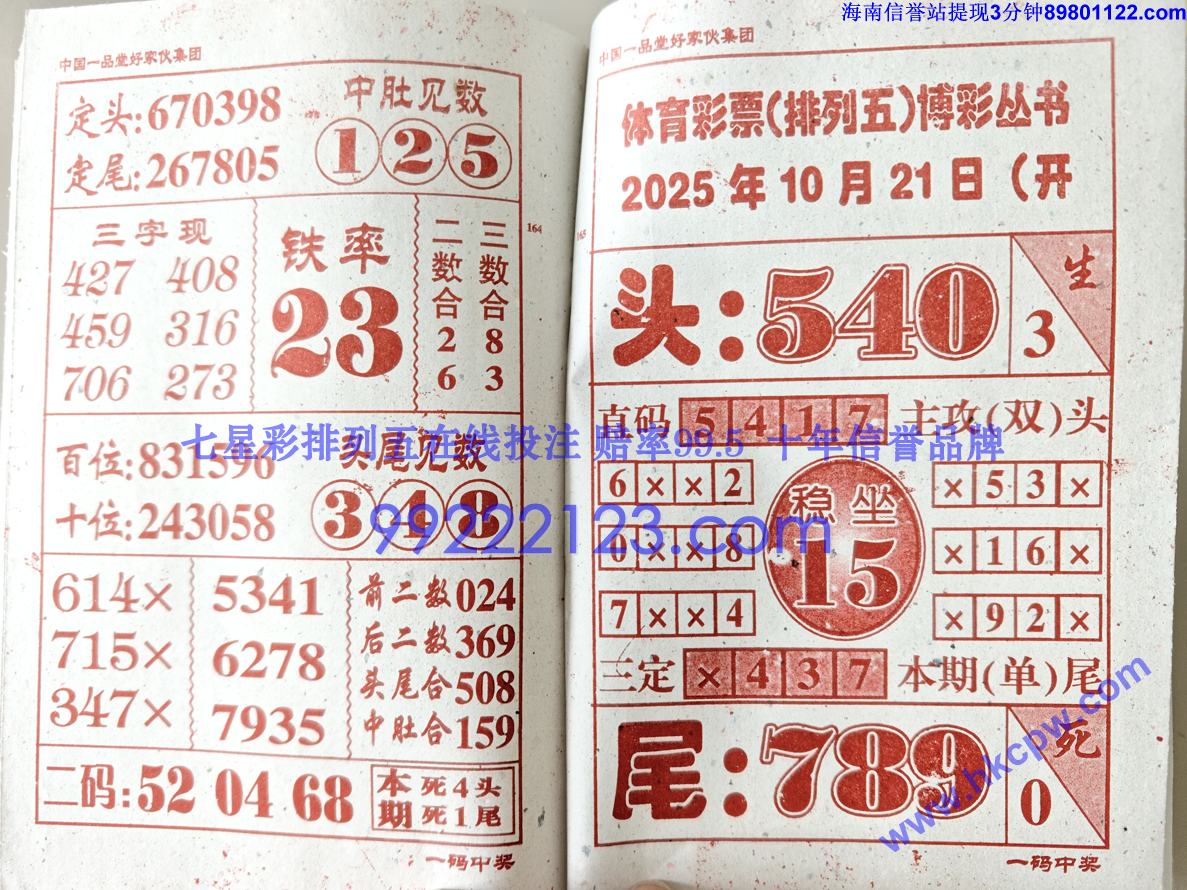 海南信誉站提现3分钟89801122.com
中国一品堂好家伙集团
定头:670398
定尾:267805
中肚见数
1 2 5
三字现
427 408
459 316
706 273
铁率
23
二数合26
三数合83
164
百位:831596
十位:243058
头尾见数
3 4 8
614×
715×
347×
5341
6278
7935
前二数024
后二数369
头尾合508
中肚合159
二码:52 04 68
本期
死4头
死1尾
一码中奖
中国一品堂好家伙集团
体育彩票(排列五)博彩丛书
2025年10月21日(开
165
头:540
生
3
直码 5 4 1 7 主攻(双)头
6 × × 2
0 × × 8
7 × × 4
稳坐
15
× 5 3 ×
× 1 6 ×
× 9 2 ×
三定 × 4 3 7 本期(单)尾
尾:789
死
0
一码中奖
七星彩排列五在线投注 赔率99.5 十年信誉品牌
99222123.com
www.hkcpw.com